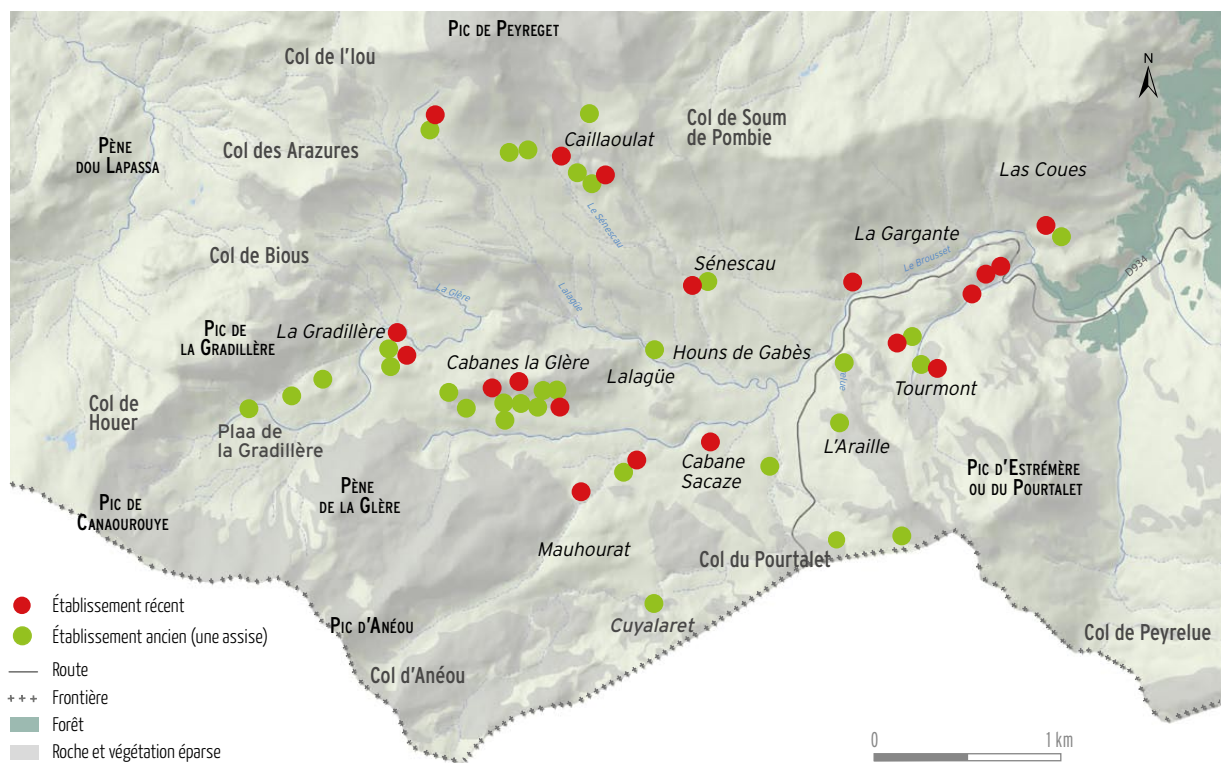 Pic de Peyreget
Col de l'Iou
N
Col de Soum
de Pombie
Caillaoulat
Pène
dou Lapassa
Col des Arazures
Las Coues
Le Sénescau
La Gargante
Le Brousset
D934
Col de Bious
Sénescau
La Glère
Lalagüe
Pic de
la Gradillère
La Gradillère
Cabanes la Glère
Houns de Gabès
Lalagüe
Tourmont
Col de
Houer
Plaa de
la Gradillère
L'Araille
Cabane
Sacaze
Pic d'Estrémère
ou du Pourtalet
Pène
de la Glère
Pic de
Canaourouye
Mauhourat
Col du Pourtalet
Cuyalaret
Pic d'Anéou
Col de Peyrelue
Col d'Anéou
Établissement récent
Établissement ancien (une assise)
Route
Frontière
Forêt
Roche et végétation éparse
0 1 km